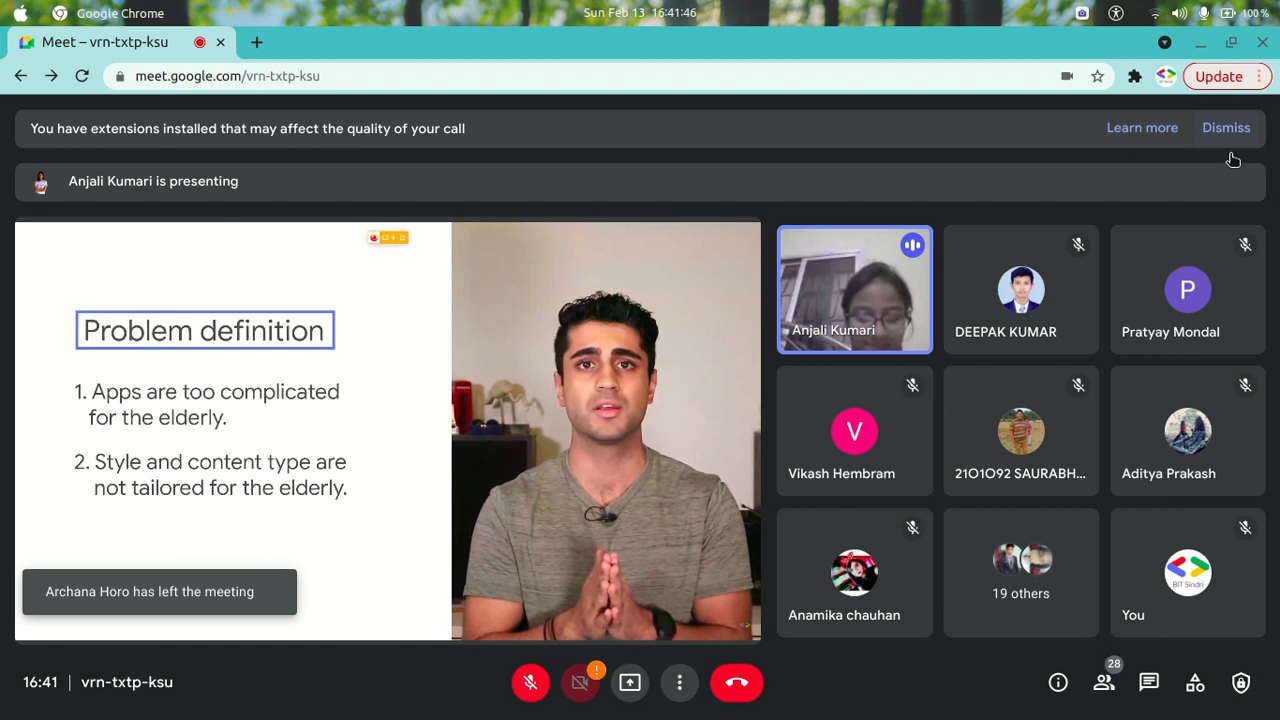 Google Chrome
Sun Feb 13 16:41:46
100 %
Meet – vrn-txtp-ksu
meet.google.com/vrn-txtp-ksu
Update
You have extensions installed that may affect the quality of your call
Learn more
Dismiss
Anjali Kumari is presenting
Problem definition
1. Apps are too complicated
for the elderly.
2. Style and content type are
not tailored for the elderly.
Archana Horo has left the meeting
Anjali Kumari
DEEPAK KUMAR
P
Pratyay Mondal
V
Vikash Hembram
21O1O92 SAURABH...
Aditya Prakash
Anamika chauhan
19 others
BIT Sindri
You
16:41 | vrn-txtp-ksu
28